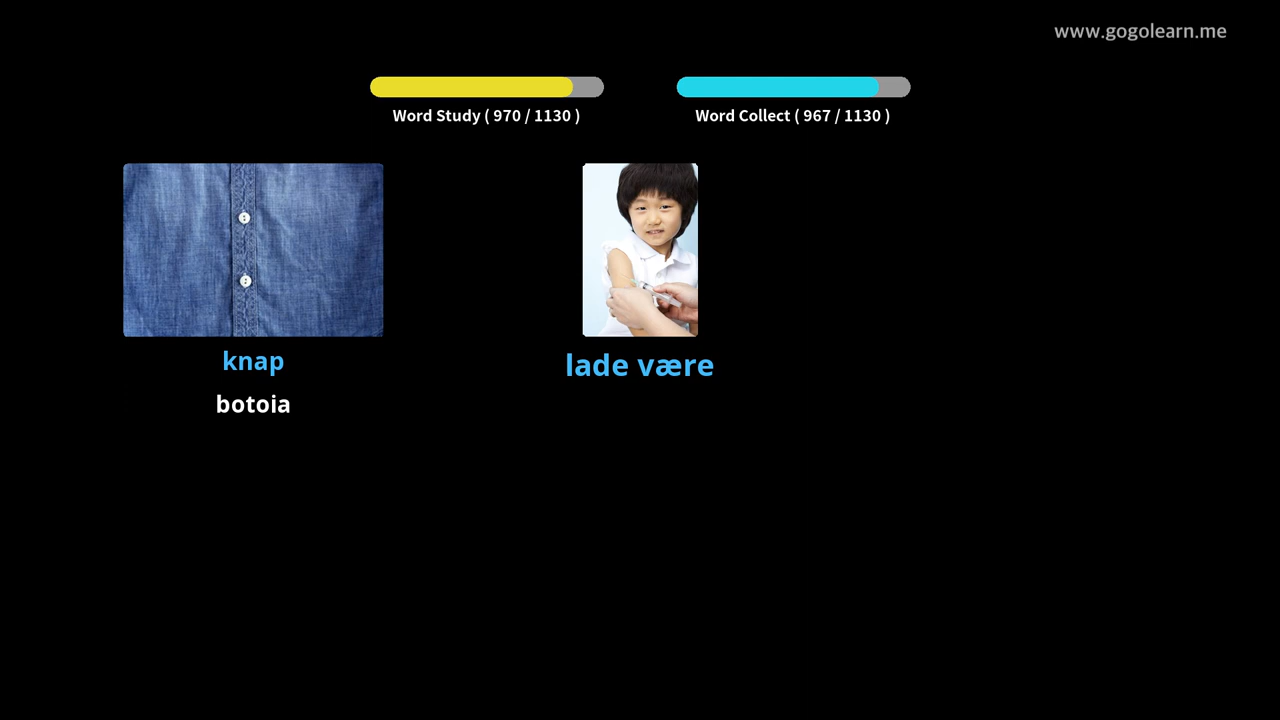 www.gogolearn.me
Word Study ( 970 / 1130 )
Word Collect ( 967 / 1130 )
knap
botoia
lade være